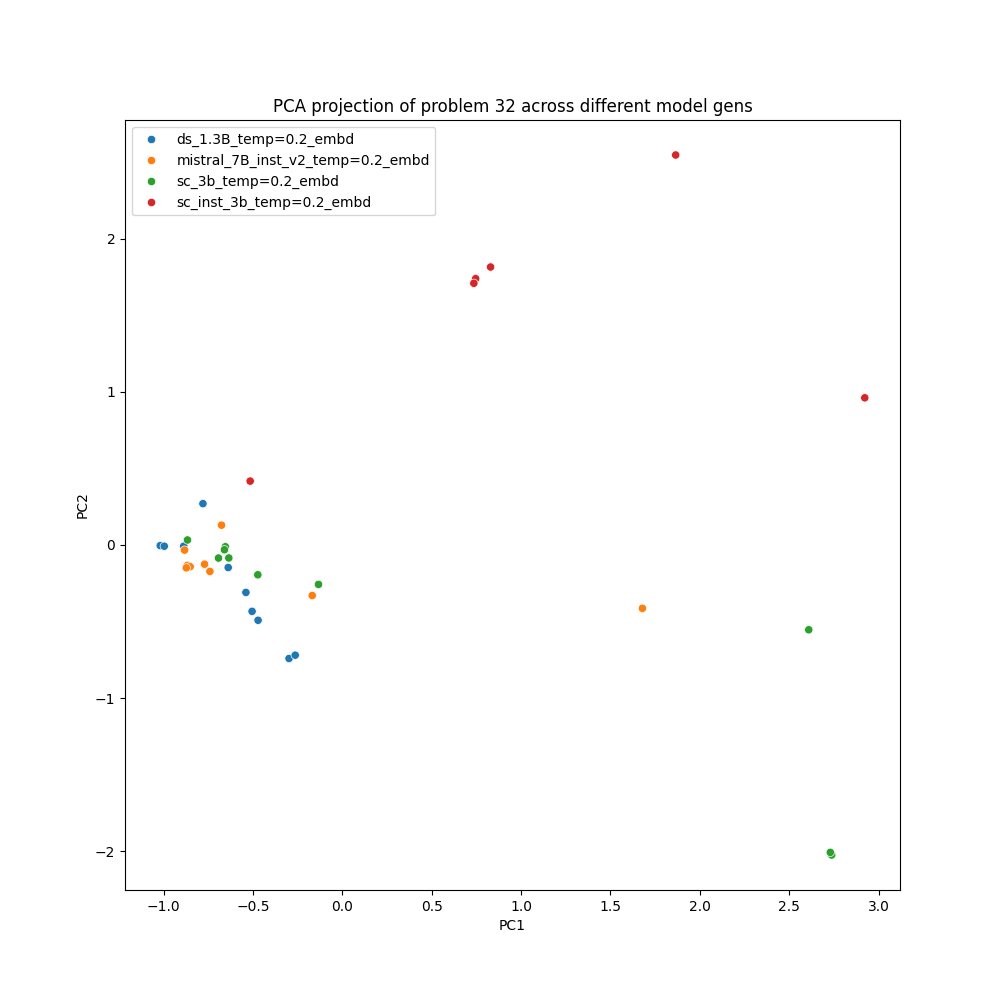 PCA projection of problem 32 across different model gens
ds_1.3B_temp=0.2_embd
mistral_7B_inst_v2_temp=0.2_embd
sc_3b_temp=0.2_embd
sc_inst_3b_temp=0.2_embd
2
1
0
−1
−2
PC2
−1.0 −0.5 0.0 0.5 1.0 1.5 2.0 2.5 3.0
PC1